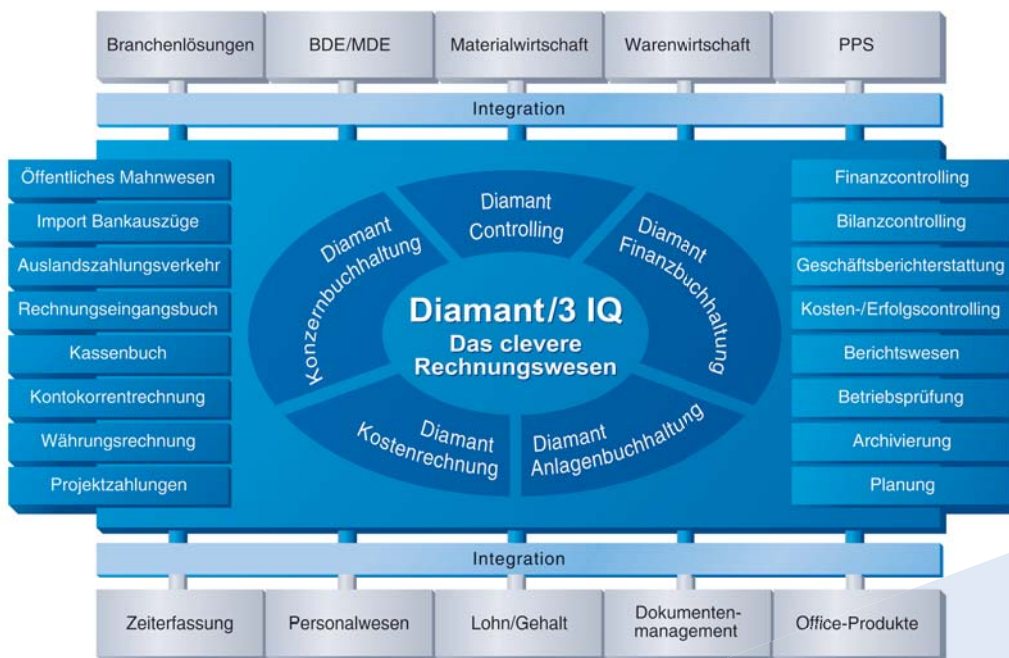 Branchenlösungen
BDE/MDE
Materialwirtschaft
Warenwirtschaft
PPS
Integration
Öffentliches Mahnwesen
Import Bankauszüge
Auslandszahlungsverkehr
Rechnungseingangsbuch
Kassenbuch
Kontokorrentrechnung
Währungsrechnung
Projektzahlungen
Diamant
Konzernbuchhaltung
Diamant
Controlling
Diamant
Finanzbuchhaltung
Diamant/3 IQ
Das clevere
Rechnungswesen
Diamant
Kostenrechnung
Diamant
Anlagenbuchhaltung
Finanzcontrolling
Bilanzcontrolling
Geschäftsberichterstattung
Kosten-/Erfolgscontrolling
Berichtswesen
Betriebsprüfung
Archivierung
Planung
Integration
Zeiterfassung
Personalwesen
Lohn/Gehalt
Dokumenten-
management
Office-Produkte